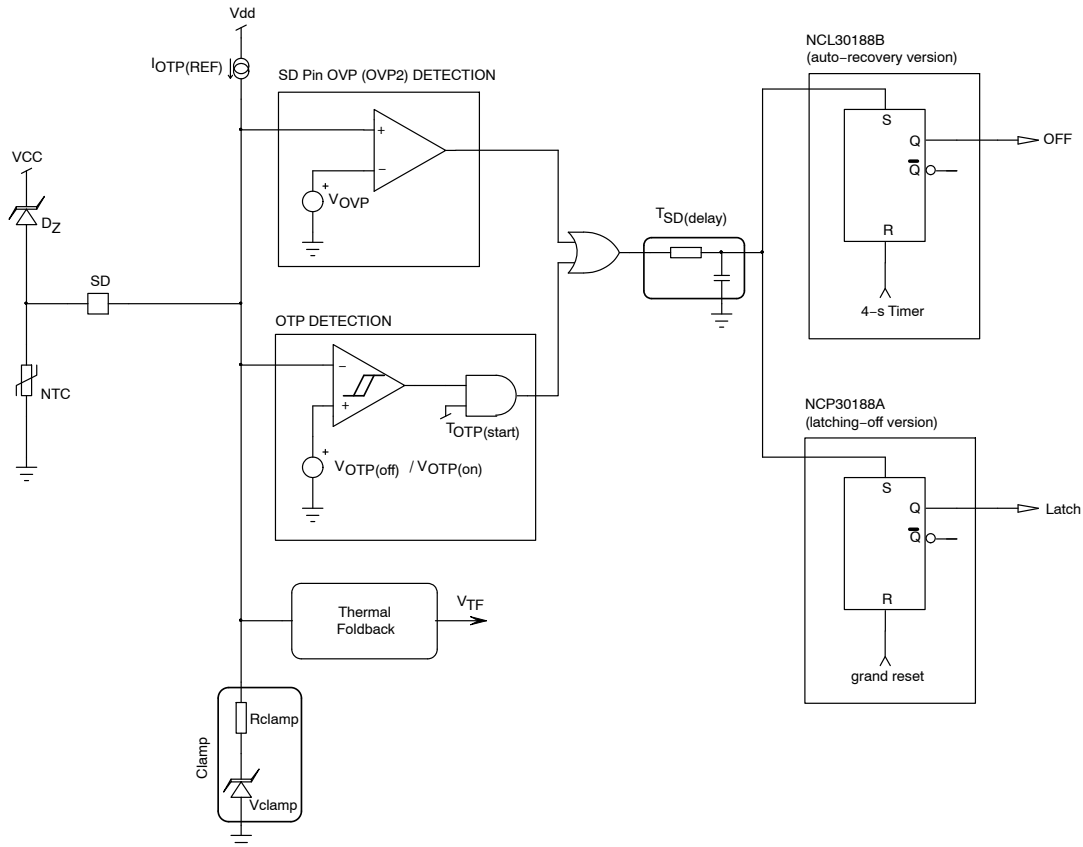 Vdd
IOTP(REF)
SD Pin OVP (OVP2) DETECTION
+
−
+
VOVP
VCC
DZ
SD
NTC
OTP DETECTION
−
+
TOTP(start)
+
VOTP(off) / VOTP(on)
Thermal
Foldback
VTF
Clamp
Rclamp
Vclamp
TSD(delay)
NCL30188B
(auto−recovery version)
S
Q
OFF
Q̅
R
4−s Timer
NCP30188A
(latching−off version)
S
Q
Latch
Q̅
R
grand reset